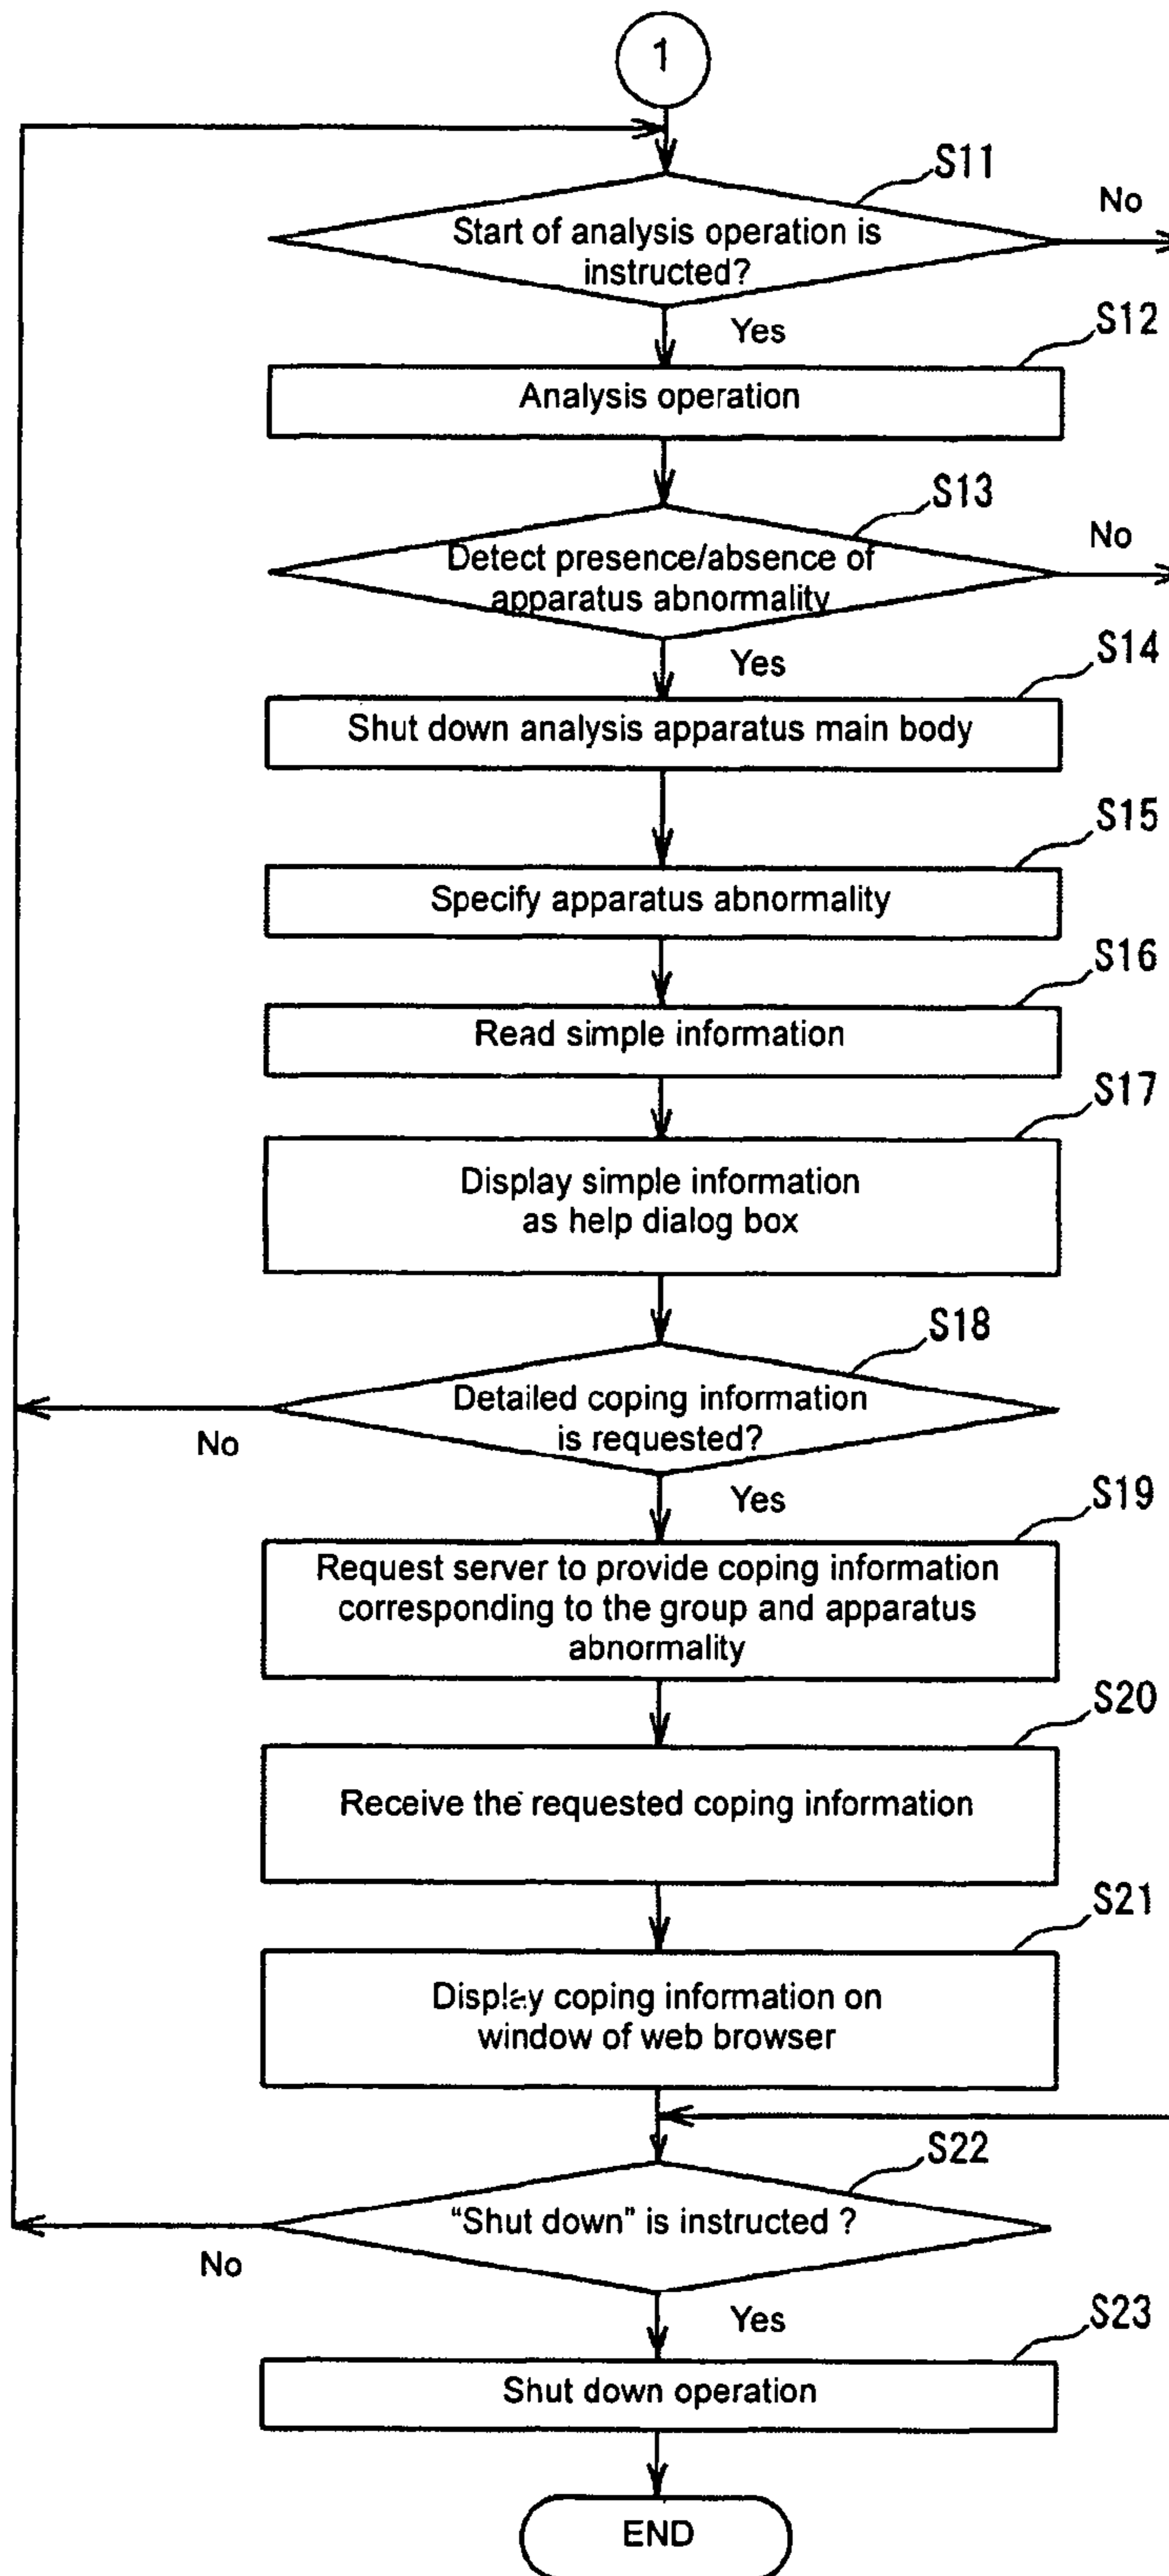 1
S11
No
Start of analysis operation is
instructed?
Yes
S12
Analysis operation
S13
No
Detect presence/absence of
apparatus abnormality
Yes
S14
Shut down analysis apparatus main body
S15
Specify apparatus abnormality
S16
Read simple information
S17
Display simple information
as help dialog box
S18
Detailed coping information
is requested?
No
Yes
S19
Request server to provide coping information
corresponding to the group and apparatus
abnormality
S20
Receive the requested coping information
S21
Display coping information on
window of web browser
S22
“Shut down” is instructed ?
No
Yes
S23
Shut down operation
END